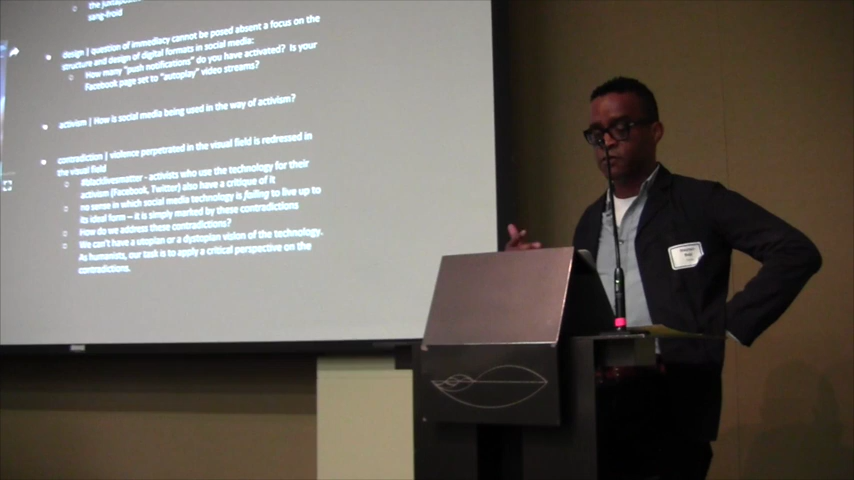 the
sang-froid
design | question of immediacy cannot be posed absent a focus on the
structure and design of digital formats in social media:
How many "push notifications" do you have activated? Is your
Facebook page set to "autoplay" video streams?
activism | How is social media being used in the way of activism?
contradiction | violence perpetrated in the visual field is redressed in
the visual field
#blacklivesmatter - activists who use the technology for their
activism (Facebook, Twitter) also have a critique of it
no sense in which social media technology is failing to live up to
its ideal form -- it is simply marked by these contradictions
How do we address these contradictions?
We can't have a utopian or a dystopian vision of the technology.
As humanists, our task is to apply a critical perspective on the
contradictions.